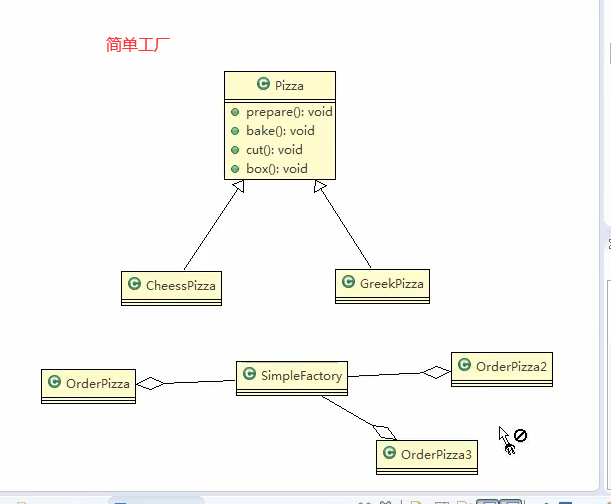 简单工厂
C Pizza
prepare(): void
bake(): void
cut(): void
box(): void
C CheessPizza
C GreekPizza
C OrderPizza
C SimpleFactory
C OrderPizza2
C OrderPizza3